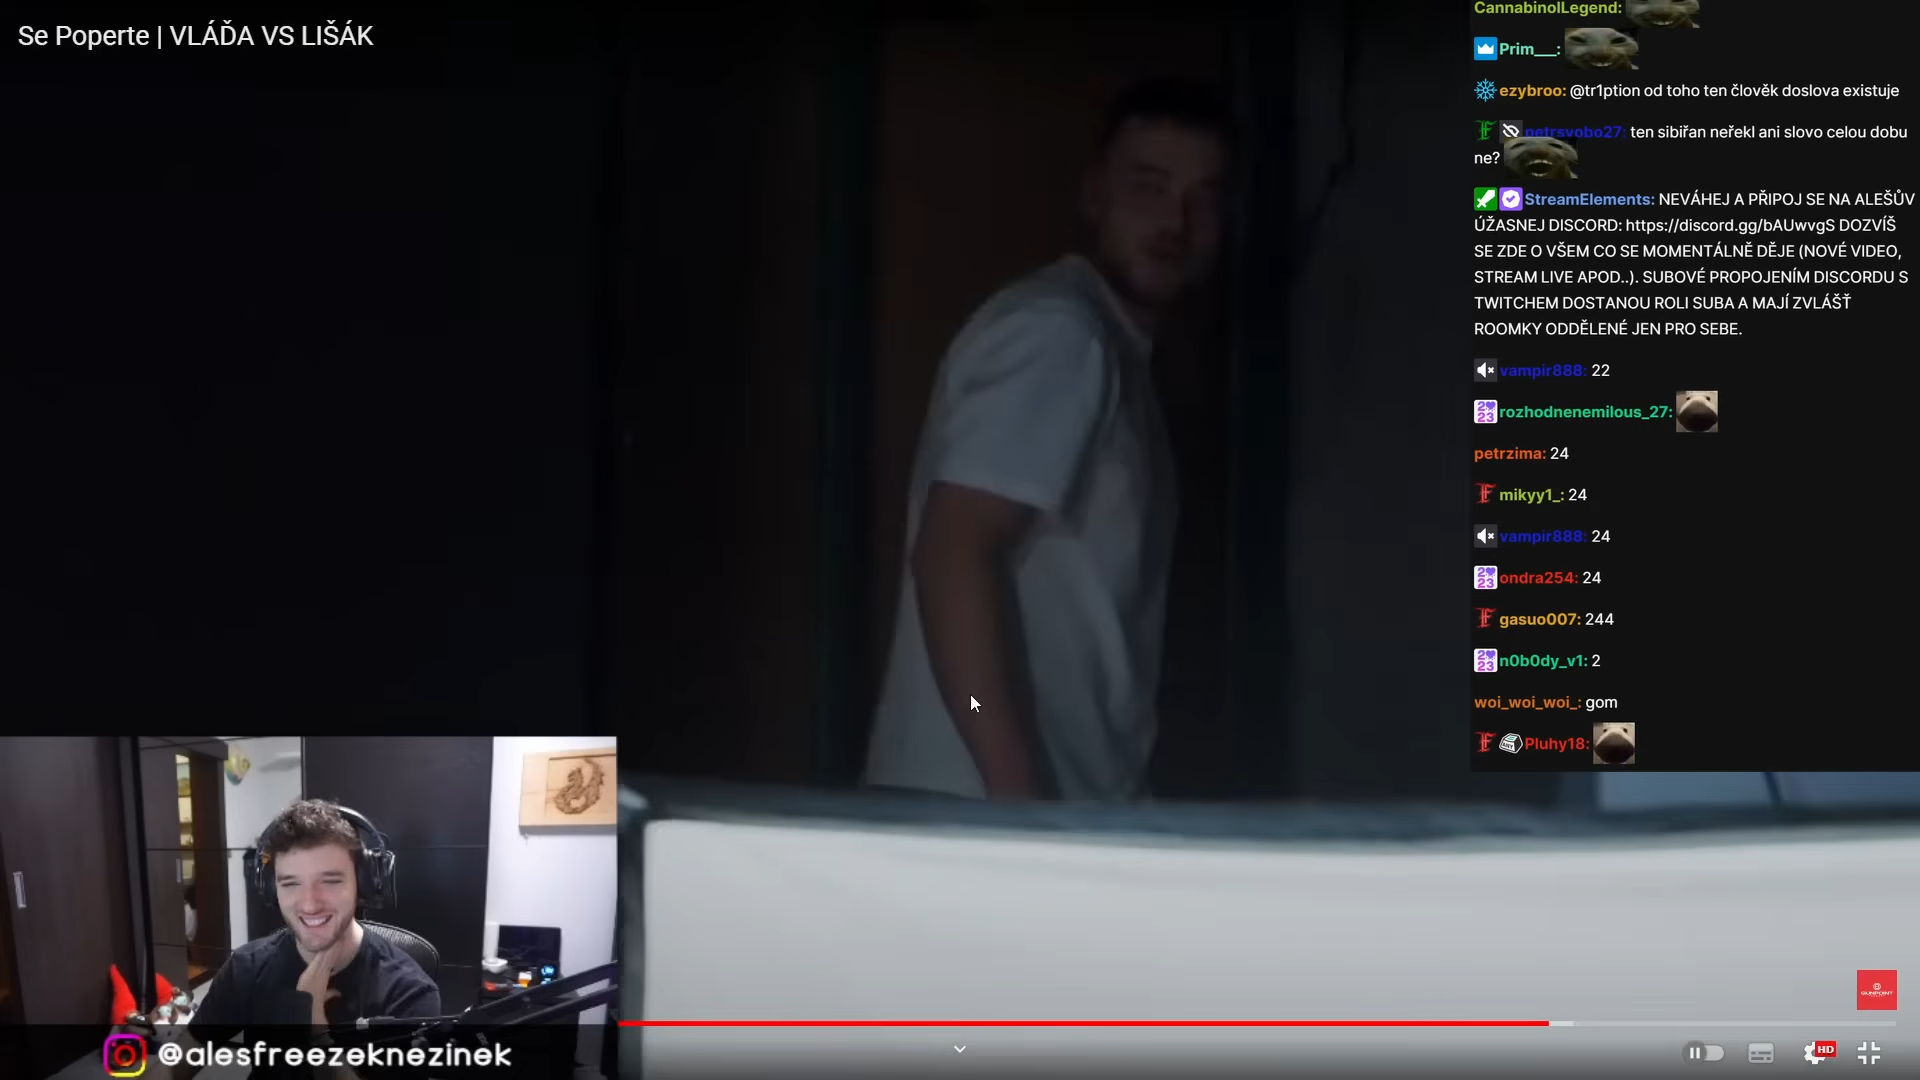 Se Poperte | VLÁĎA VS LIŠÁK
CannabinolLegend:
Prim___:
ezybroo: @tr1ption od toho ten člověk doslova existuje
petrsvobo27: ten sibiřan neřekl ani slovo celou dobu
ne?
StreamElements: NEVÁHEJ A PŘIPOJ SE NA ALEŠŮV
ÚŽASNEJ DISCORD: https://discord.gg/bAUwvgS DOZVÍŠ
SE ZDE O VŠEM CO SE MOMENTÁLNĚ DĚJE (NOVÉ VIDEO,
STREAM LIVE APOD..). SUBOVÉ PROPOJENÍM DISCORDU S
TWITCHEM DOSTANOU ROLI SUBA A MAJÍ ZVLÁŠŤ
ROOMKY ODDĚLENÉ JEN PRO SEBE.
vampir888: 22
rozhodnenemilous_27:
petrzima: 24
mikyy1_: 24
vampir888: 24
ondra254: 24
gasuo007: 244
n0b0dy_v1: 2
woi_woi_woi_: gom
Pluhy18:
GUNPOINT
@alesfreezeknezinek
HD